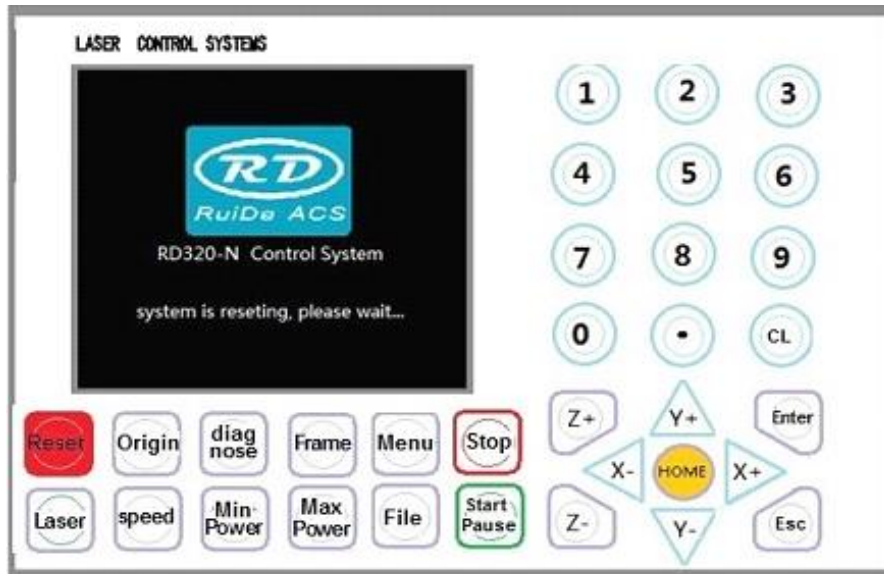 LASER CONTROL SYSTEMS
RD
RuiDa ACS
RD320-N Control System
system is reseting, please wait...
1 2 3
4 5 6
7 8 9
0 . CL
Reset Origin diag nose Frame Menu Stop
Laser speed Min Power Max Power File Start Pause
Z+ Y+ Enter
X- HOME X+
Z- Y- Esc